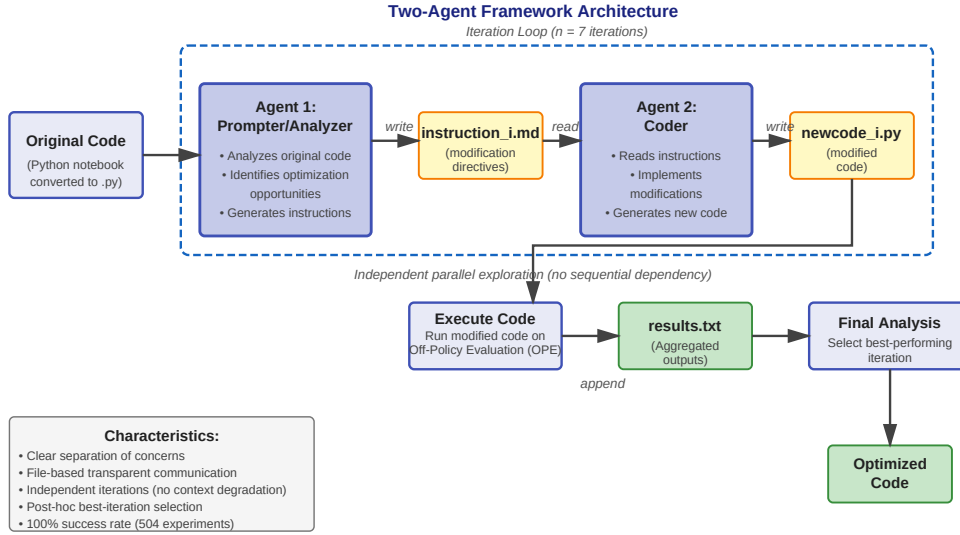 Two-Agent Framework Architecture
Iteration Loop (n = 7 iterations)
Original Code
(Python notebook
converted to .py)
Agent 1:
Prompter/Analyzer
• Analyzes original code
• Identifies optimization
opportunities
• Generates instructions
write
instruction_i.md
(modification
directives)
read
Agent 2:
Coder
• Reads instructions
• Implements
modifications
• Generates new code
write
newcode_i.py
(modified
code)
Independent parallel exploration (no sequential dependency)
Execute Code
Run modified code on
Off-Policy Evaluation (OPE)
append
results.txt
(Aggregated
outputs)
Final Analysis
Select best-performing
iteration
Optimized
Code
Characteristics:
• Clear separation of concerns
• File-based transparent communication
• Independent iterations (no context degradation)
• Post-hoc best-iteration selection
• 100% success rate (504 experiments)